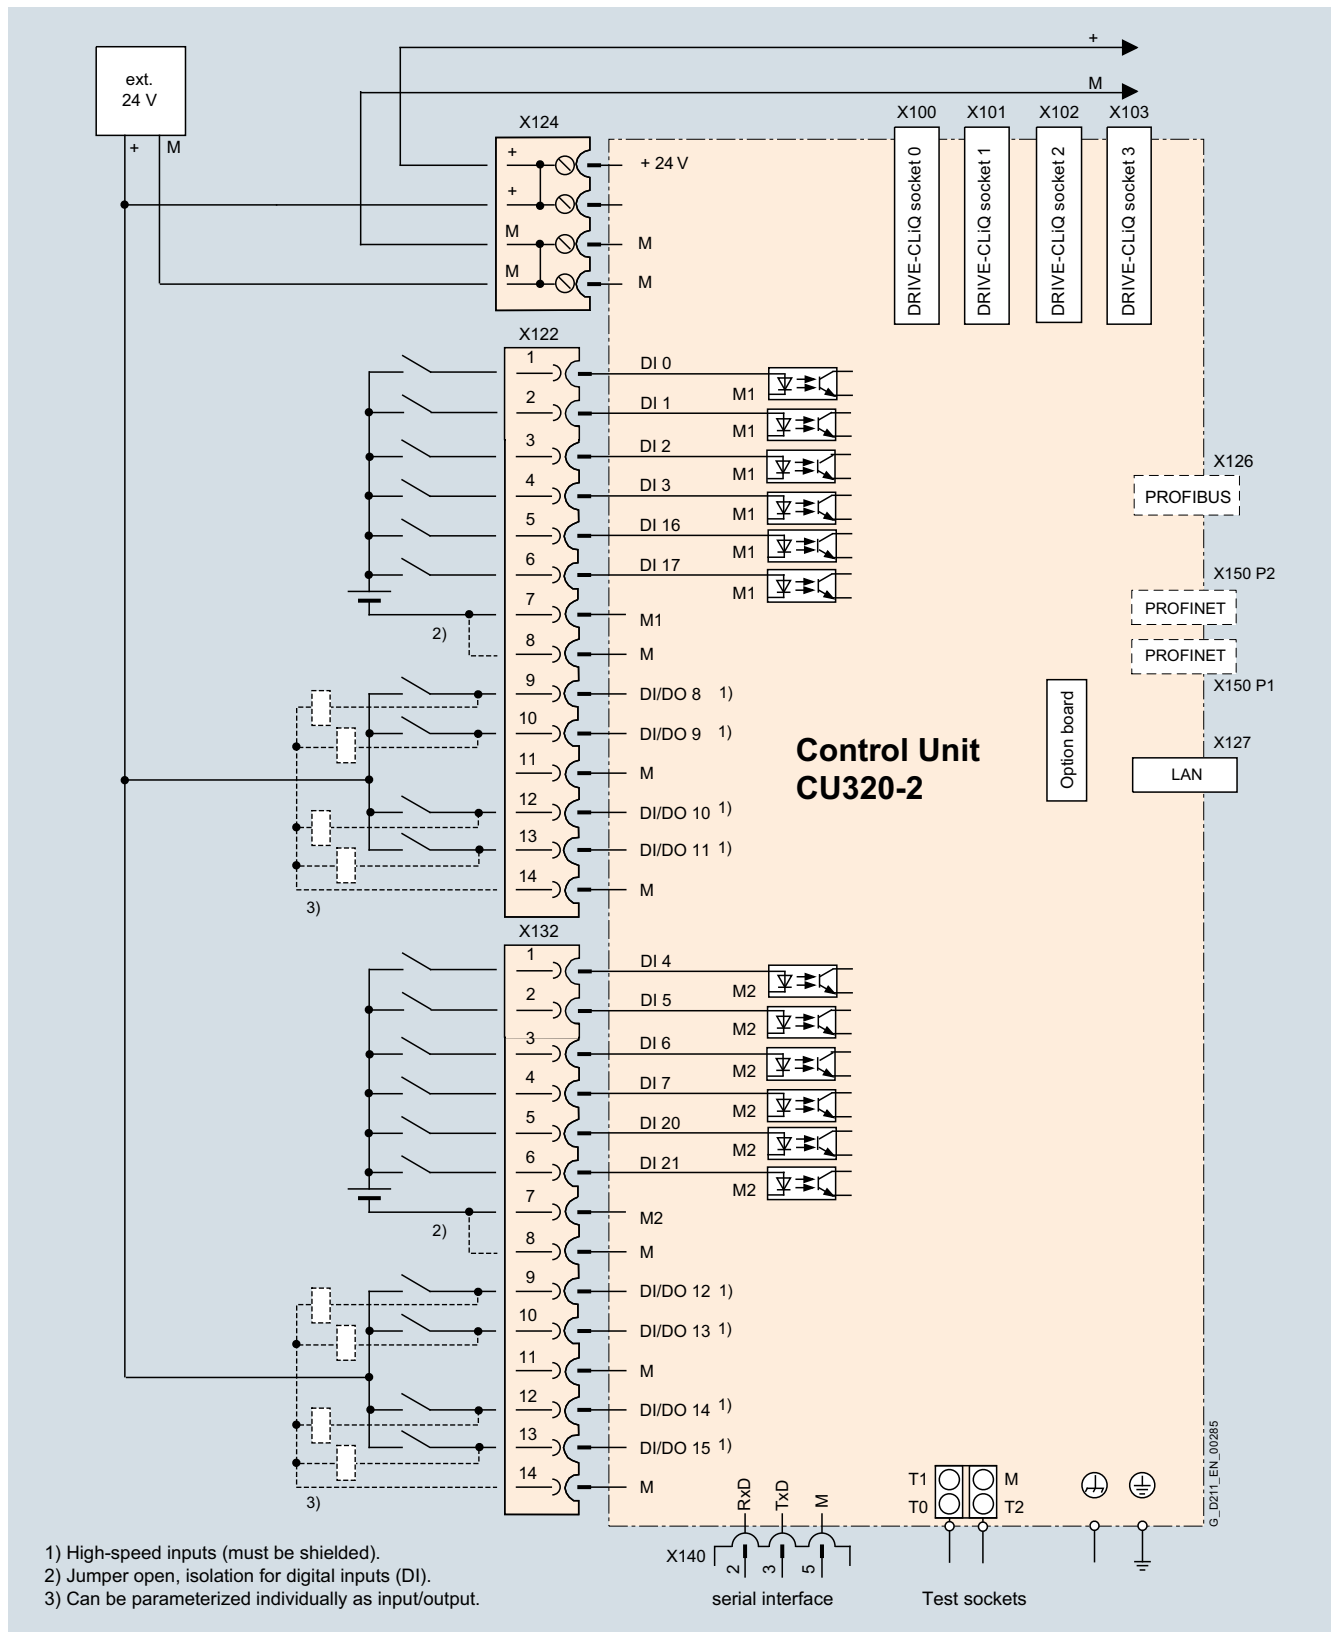 ext.
24 V
+ M
+
M
X124
+
+
M
M
+ 24 V
M
M
X100 X101 X102 X103
DRIVE-CLiQ socket 0
DRIVE-CLiQ socket 1
DRIVE-CLiQ socket 2
DRIVE-CLiQ socket 3
X122
1 DI 0 M1
2 DI 1 M1
3 DI 2 M1
4 DI 3 M1
5 DI 16 M1
6 DI 17 M1
7 M1
2)
8 M
9 DI/DO 8 1)
10 DI/DO 9 1)
11 M
12 DI/DO 10 1)
13 DI/DO 11 1)
14 M
3)
X126
PROFIBUS
X150 P2
PROFINET
PROFINET
X150 P1
X127
LAN
Option board
Control Unit
CU320-2
X132
1 DI 4 M2
2 DI 5 M2
3 DI 6 M2
4 DI 7 M2
5 DI 20 M2
6 DI 21 M2
7 M2
2)
8 M
9 DI/DO 12 1)
10 DI/DO 13 1)
11 M
12 DI/DO 14 1)
13 DI/DO 15 1)
14 M
3)
RxD TxD M
X140 2 3 5
serial interface
T1 M
T0 T2
Test sockets
G_D211_EN_00285
1) High-speed inputs (must be shielded).
2) Jumper open, isolation for digital inputs (DI).
3) Can be parameterized individually as input/output.